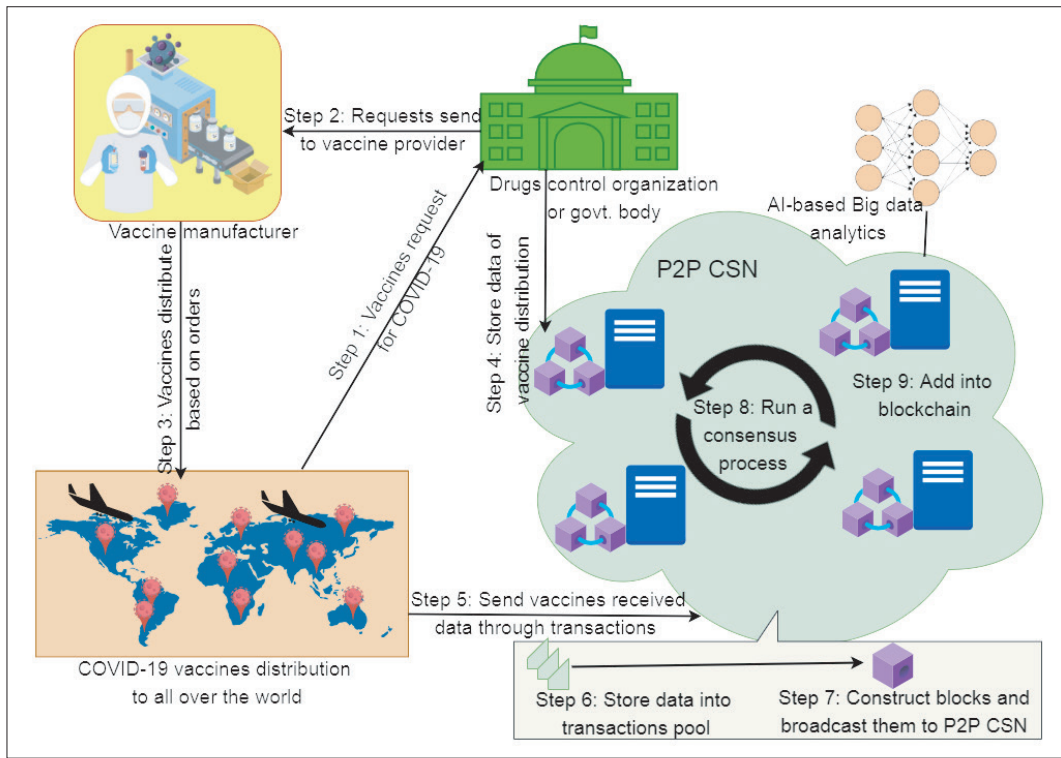 Step 2: Requests send
to vaccine provider
Drugs control organization
or govt. body
Vaccine manufacturer
AI-based Big data
analytics
P2P CSN
Step 3: Vaccines distribute
based on orders
Step 1: Vaccines request
for COVID-19
Step 4: Store data of
vaccine distribution
Step 8: Run a
consensus
process
Step 9: Add into
blockchain
Step 5: Send vaccines received
data through transactions
COVID-19 vaccines distribution
to all over the world
Step 6: Store data into
transactions pool
Step 7: Construct blocks and
broadcast them to P2P CSN